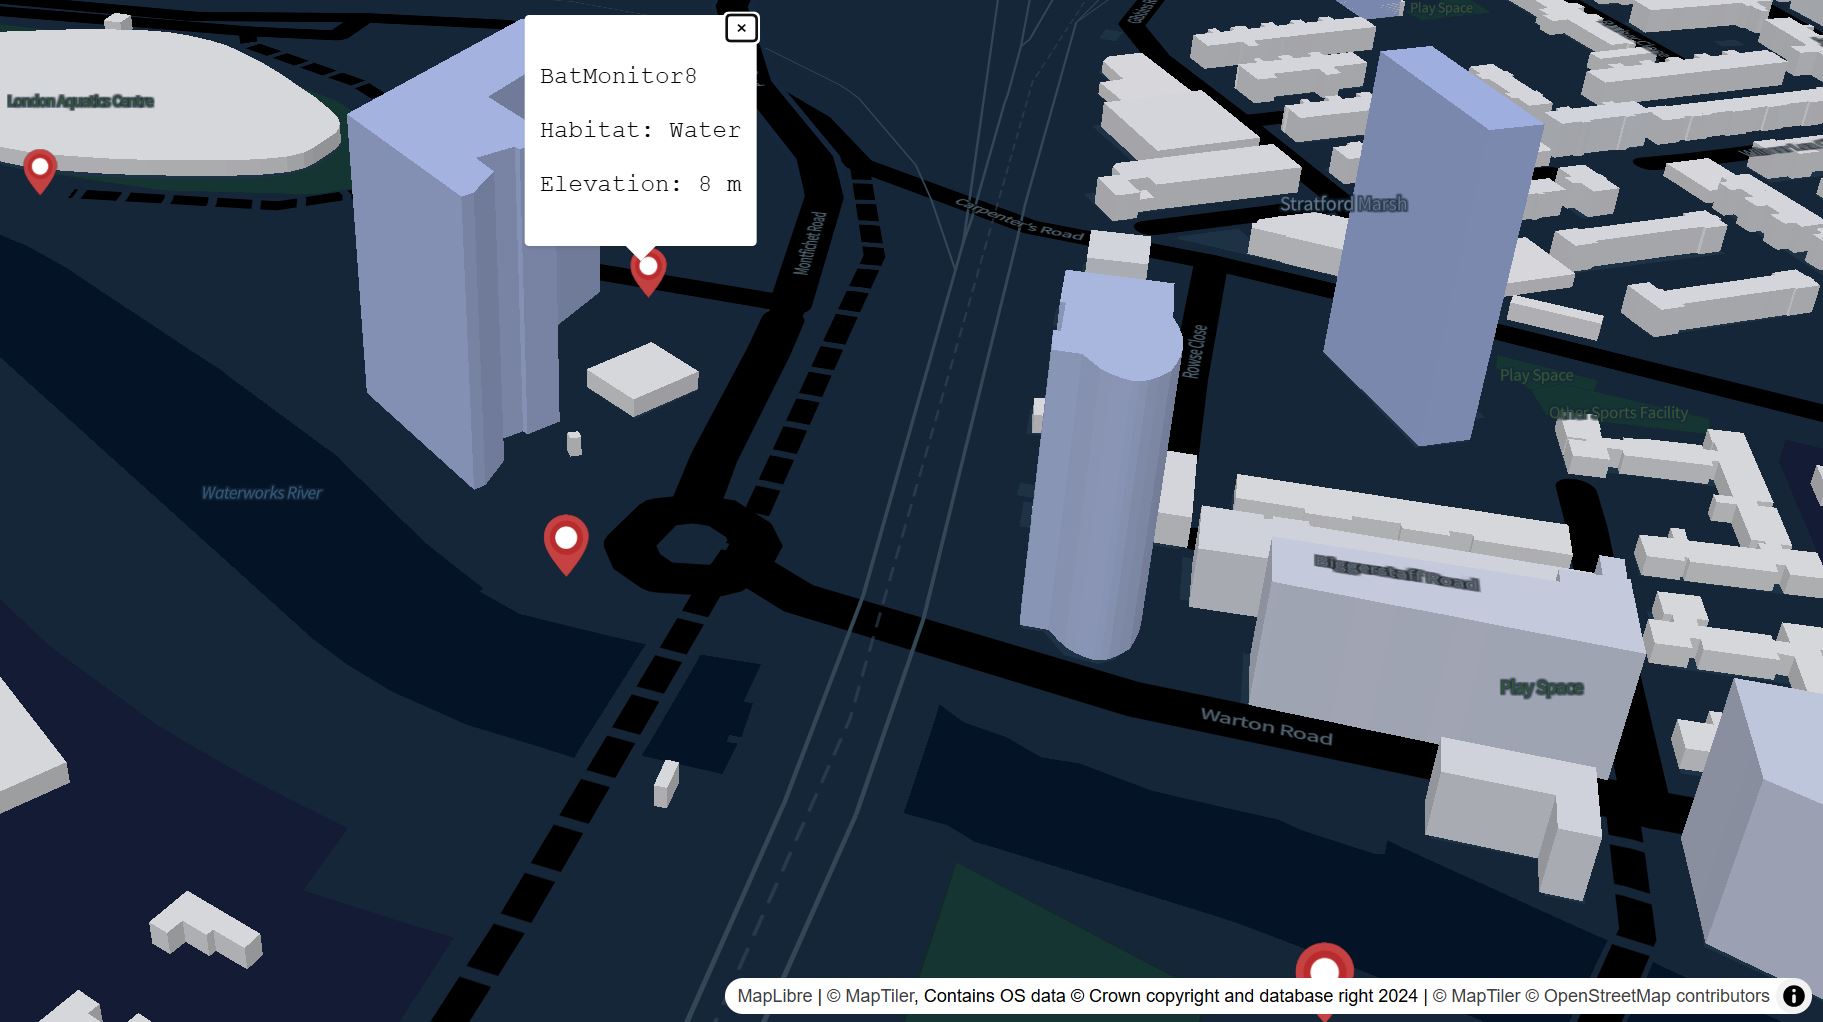 Play Space
×
BatMonitor8
London Aquatics Centre
Habitat: Water
Elevation: 8 m
Stratford Marsh
Carpenter's Road
Montfichet Road
Rowse Close
Play Space
Other Sports Facility
Waterworks River
Biggerstaff Road
Play Space
Warton Road
MapLibre | © MapTiler, Contains OS data © Crown copyright and database right 2024 | © MapTiler © OpenStreetMap contributors